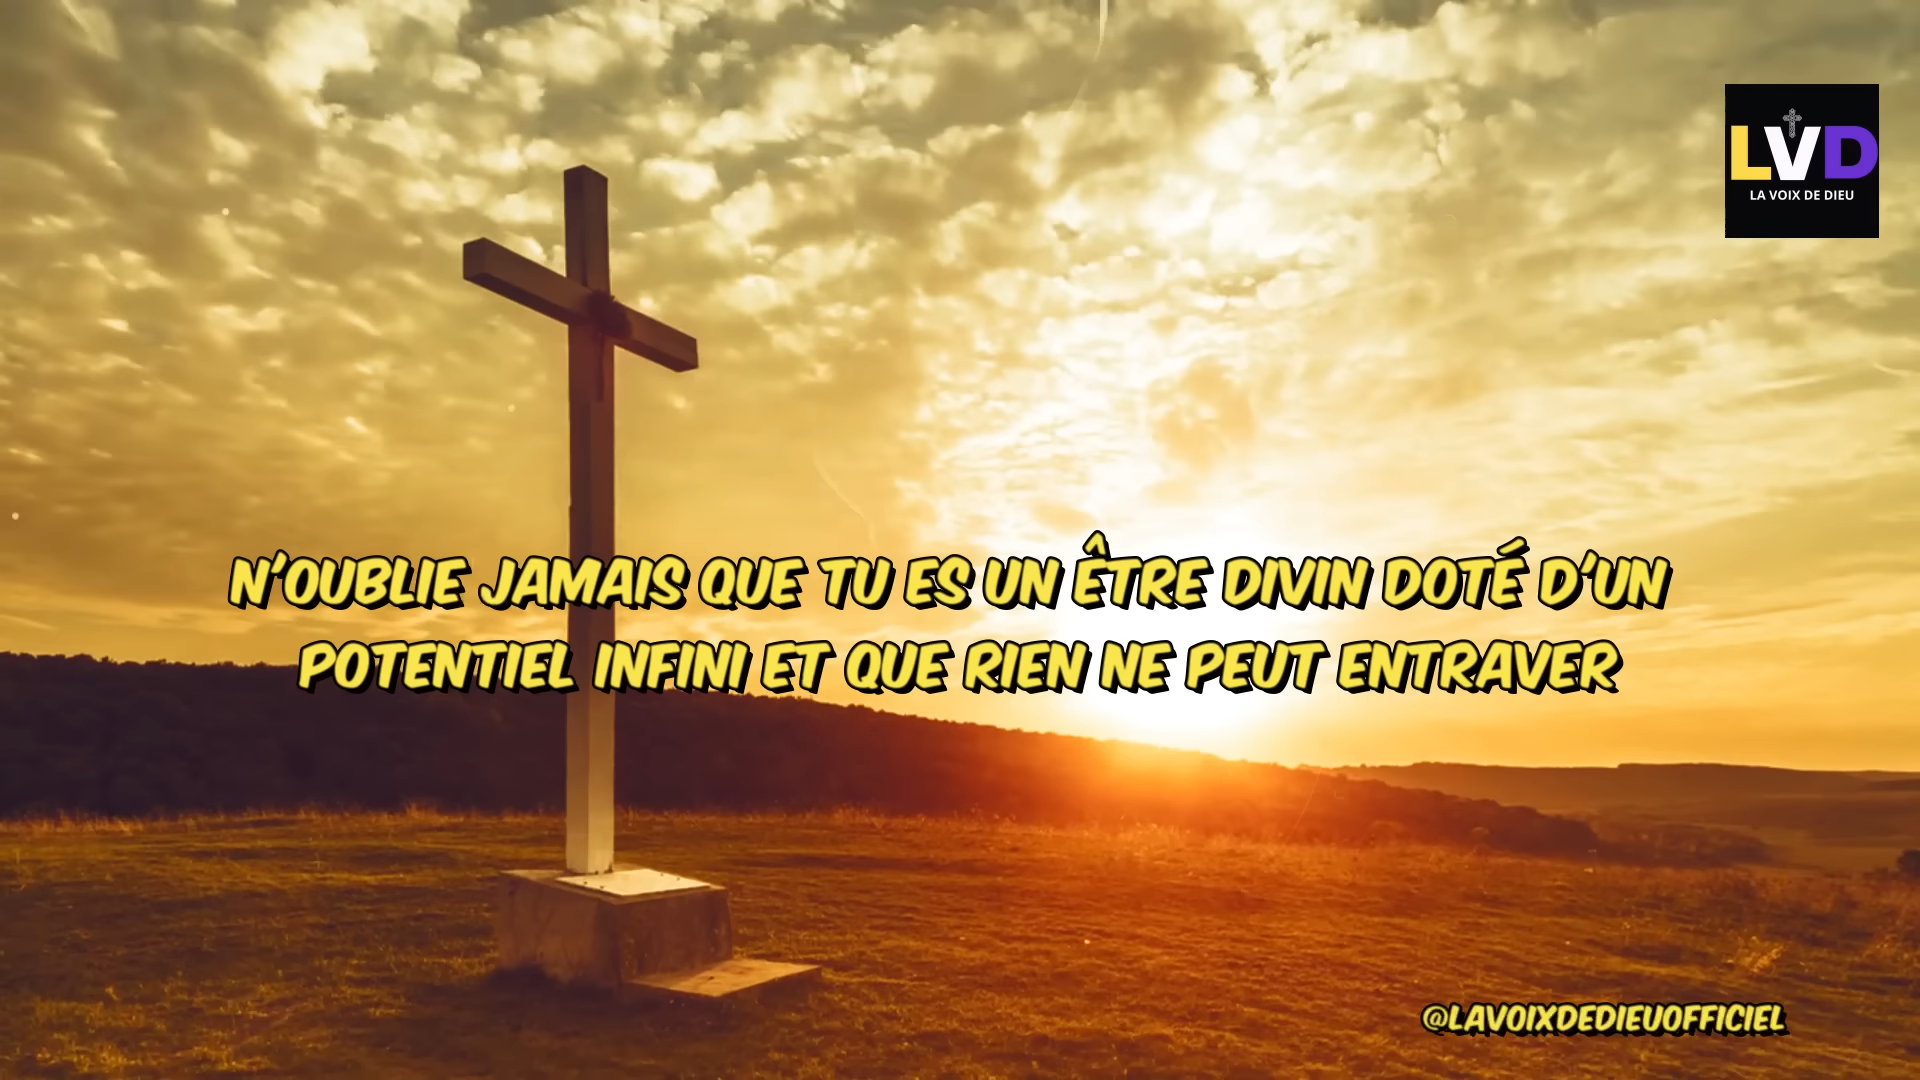 LVD
LA VOIX DE DIEU
N'OUBLIE JAMAIS QUE TU ES UN ÊTRE DIVIN DOTÉ D'UN
POTENTIEL INFINI ET QUE RIEN NE PEUT ENTRAVER
@LAVOIXDEDIEUOFFICIEL